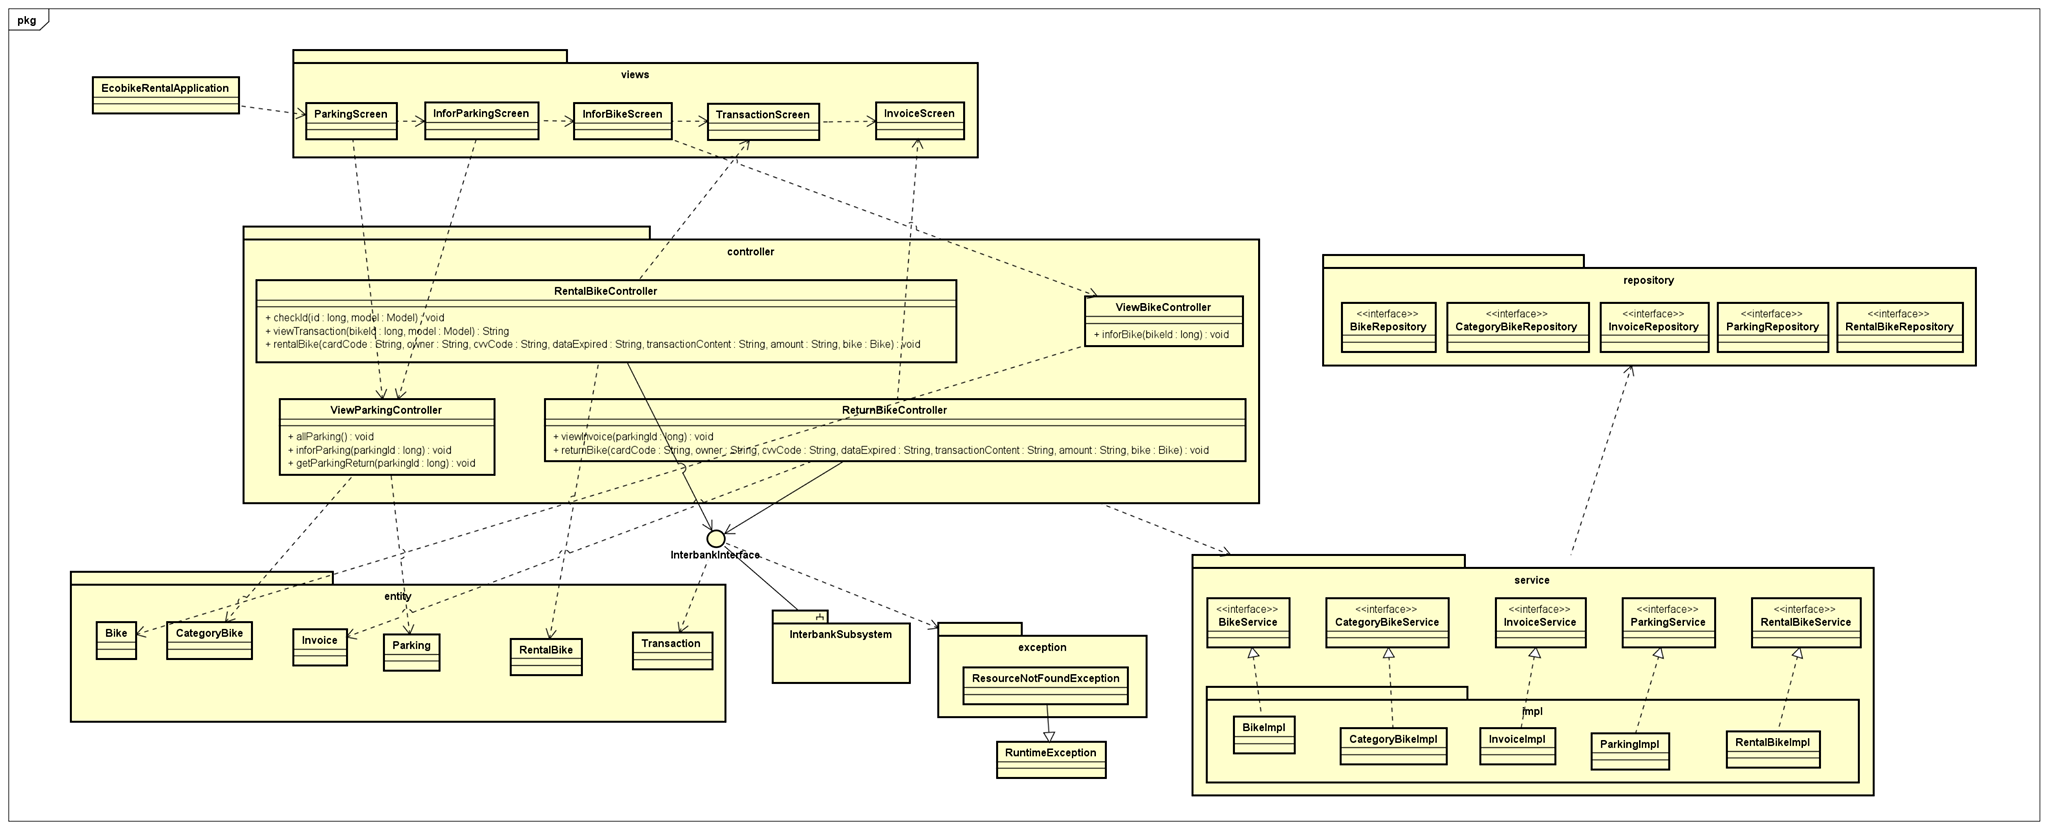 pkg
views
EcobikeRentalApplication
ParkingScreen
InforParkingScreen
InforBikeScreen
TransactionScreen
InvoiceScreen
controller
RentalBikeController
+ checkId(id : long, model : Model) : void
+ viewTransaction(bikeId : long, model : Model) : String
+ rentalBike(cardCode : String, owner : String, cvvCode : String, dataExpired : String, transactionContent : String, amount : String, bike : Bike) : void
ViewBikeController
+ inforBike(bikeId : long) : void
ViewParkingController
+ allParking() : void
+ inforParking(parkingId : long) : void
+ getParkingReturn(parkingId : long) : void
ReturnBikeController
+ viewInvoice(parkingId : long) : void
+ returnBike(cardCode : String, owner : String, cvvCode : String, dataExpired : String, transactionContent : String, amount : String, bike : Bike) : void
repository
<<interface>>
BikeRepository
<<interface>>
CategoryBikeRepository
<<interface>>
InvoiceRepository
<<interface>>
ParkingRepository
<<interface>>
RentalBikeRepository
InterbankInterface
entity
Bike
CategoryBike
Invoice
Parking
RentalBike
Transaction
InterbankSubsystem
exception
ResourceNotFoundException
RuntimeException
service
<<interface>>
BikeService
<<interface>>
CategoryBikeService
<<interface>>
InvoiceService
<<interface>>
ParkingService
<<interface>>
RentalBikeService
impl
BikeImpl
CategoryBikeImpl
InvoiceImpl
ParkingImpl
RentalBikeImpl